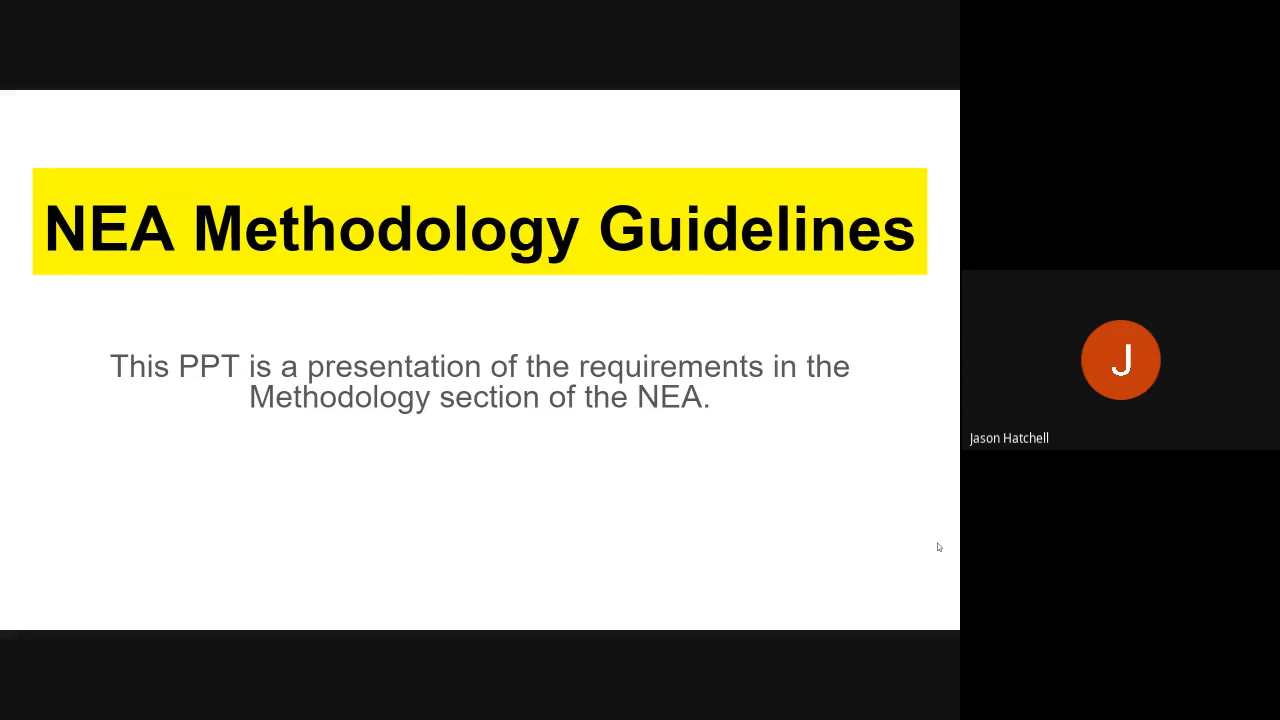 NEA Methodology Guidelines
This PPT is a presentation of the requirements in the
Methodology section of the NEA.
J
Jason Hatchell